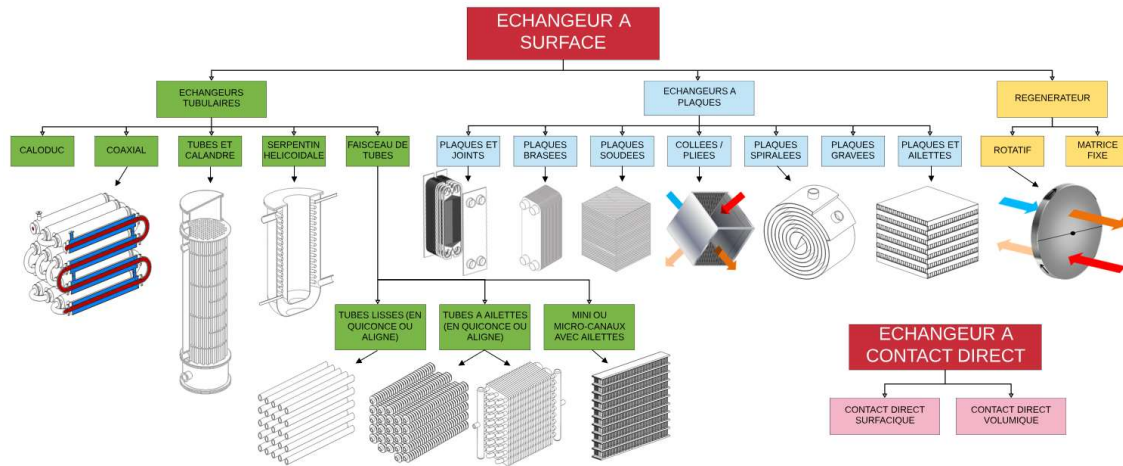 ECHANGEUR A
SURFACE
ECHANGEURS
TUBULAIRES
ECHANGEURS A
PLAQUES
REGENERATEUR
CALODUC
COAXIAL
TUBES ET
CALANDRE
SERPENTIN
HELICOIDALE
FAISCEAU DE
TUBES
PLAQUES ET
JOINTS
PLAQUES
BRASEES
PLAQUES
SOUDEES
COLLEES /
PLIEES
PLAQUES
SPIRALEES
PLAQUES
GRAVEES
PLAQUES ET
AILETTES
ROTATIF
MATRICE
FIXE
TUBES LISSES (EN
QUICONCE OU
ALIGNE)
TUBES A AILETTES
(EN QUICONCE OU
ALIGNE)
MINI OU
MICRO-CANAUX
AVEC AILETTES
ECHANGEUR A
CONTACT DIRECT
CONTACT DIRECT
SURFACIQUE
CONTACT DIRECT
VOLUMIQUE